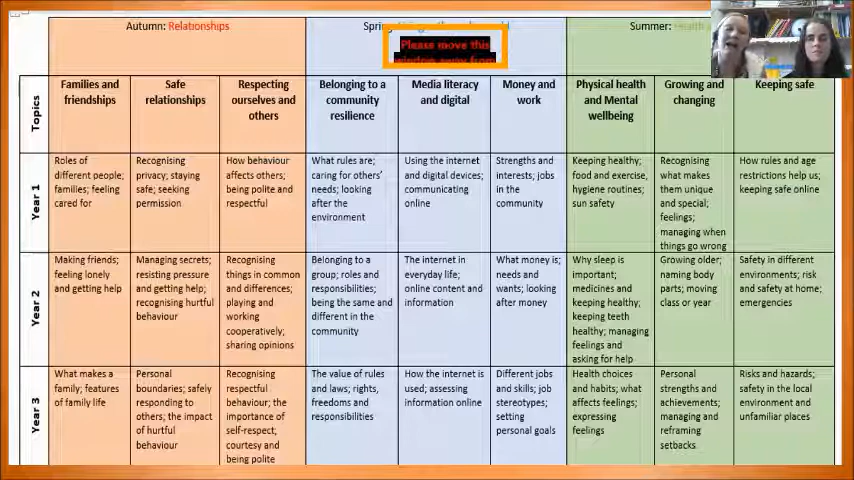 Autumn: Relationships
Summer:
Please move this
window away from
Topics
Families and
friendships
Safe
relationships
Respecting
ourselves and
others
Belonging to a
community
resilience
Media literacy
and digital
Money and
work
Physical health
and Mental
wellbeing
Growing and
changing
Keeping safe
Year 1
Roles of
different people;
families; feeling
cared for
Recognising
privacy; staying
safe; seeking
permission
How behaviour
affects others;
being polite and
respectful
What rules are;
caring for others'
needs; looking
after the
environment
Using the internet
and digital devices;
communicating
online
Strengths and
interests; jobs
in the
community
Keeping healthy;
food and exercise,
hygiene routines;
sun safety
Recognising
what makes
them unique
and special;
feelings;
managing when
things go wrong
How rules and age
restrictions help us;
keeping safe online
Year 2
Making friends;
feeling lonely
and getting help
Managing secrets;
resisting pressure
and getting help;
recognising hurtful
behaviour
Recognising
things in common
and differences;
playing and
working
cooperatively;
sharing opinions
Belonging to a
group; roles and
responsibilities;
being the same and
different in the
community
The internet in
everyday life;
online content and
information
What money is;
needs and
wants; looking
after money
Why sleep is
important;
medicines and
keeping healthy;
keeping teeth
healthy; managing
feelings and
asking for help
Growing older;
naming body
parts; moving
class or year
Safety in different
environments; risk
and safety at home;
emergencies
Year 3
What makes a
family; features
of family life
Personal
boundaries; safely
responding to
others; the impact
of hurtful
behaviour
Recognising
respectful
behaviour; the
importance of
self-respect;
courtesy and
being polite
The value of rules
and laws; rights,
freedoms and
responsibilities
How the internet is
used; assessing
information online
Different jobs
and skills; job
stereotypes;
setting
personal goals
Health choices
and habits; what
affects feelings;
expressing
feelings
Personal
strengths and
achievements;
managing and
reframing
setbacks
Risks and hazards;
safety in the local
environment and
unfamiliar places